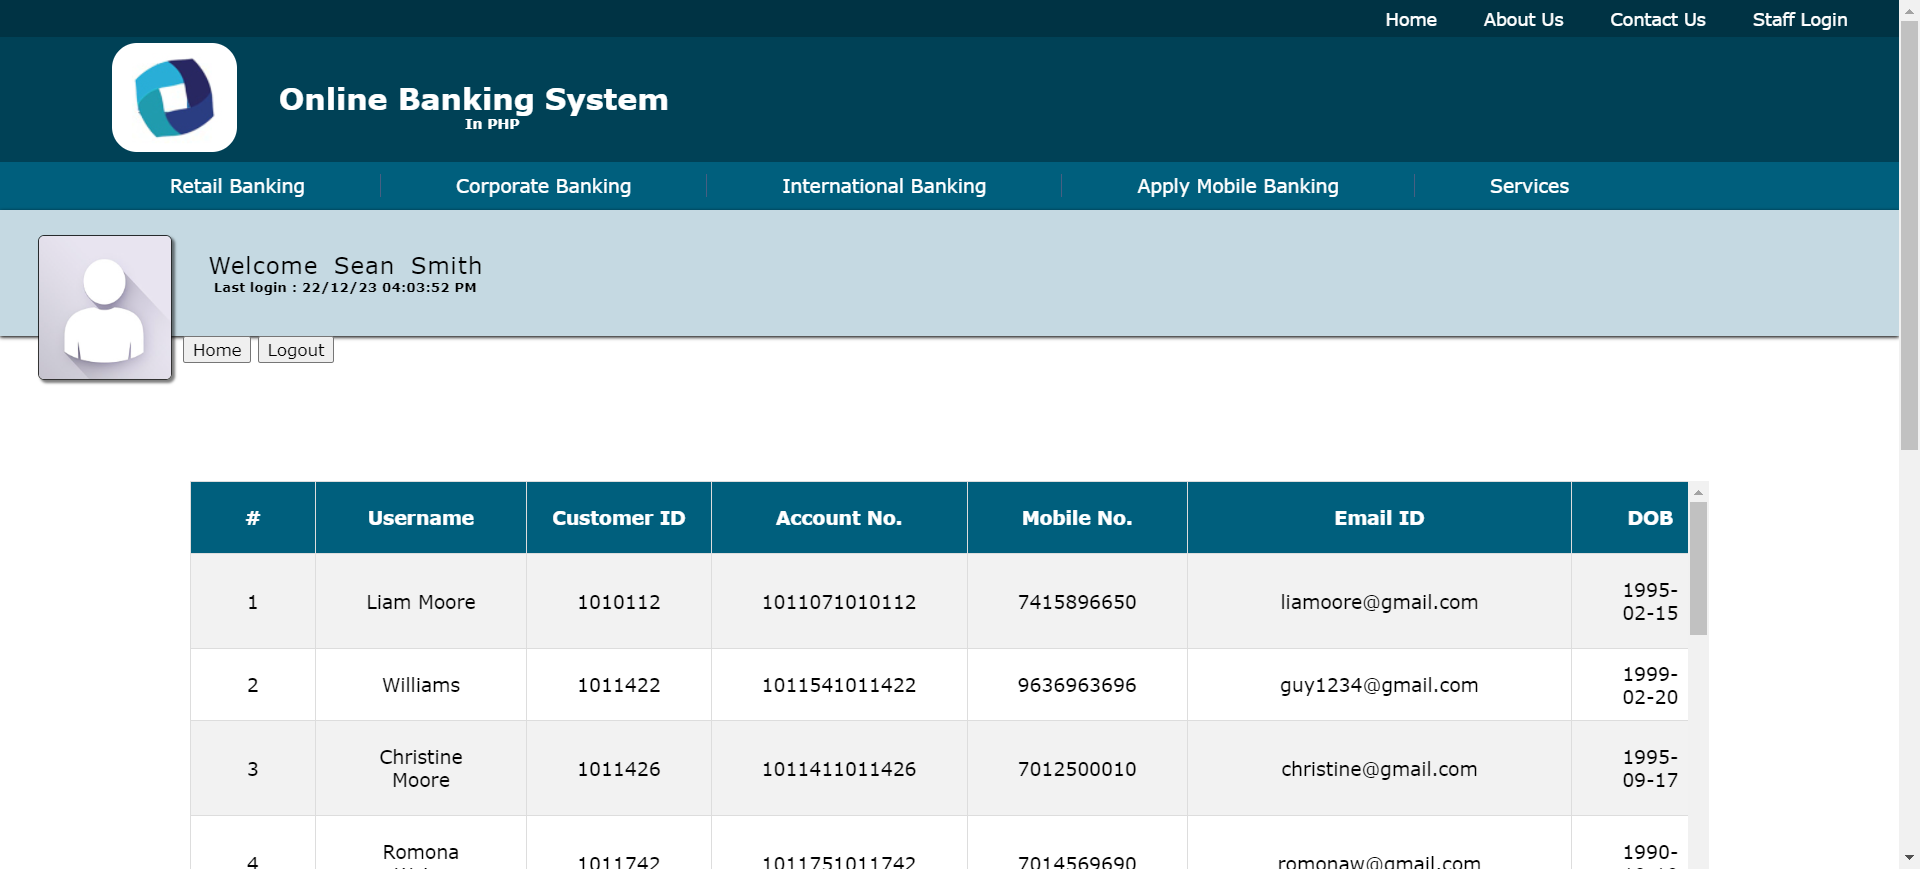 Home About Us Contact Us Staff Login
Online Banking System
In PHP
Retail Banking Corporate Banking International Banking Apply Mobile Banking Services
Welcome Sean Smith
Last login : 22/12/23 04:03:52 PM
Home Logout
# Username Customer ID Account No. Mobile No. Email ID DOB
1 Liam Moore 1010112 1011071010112 7415896650 liamoore@gmail.com 1995-
02-15
2 Williams 1011422 1011541011422 9636963696 guy1234@gmail.com 1999-
02-20
3 Christine 1011426 1011411011426 7012500010 christine@gmail.com 1995-
Moore 09-17
4 Romona 1011742 1011751011742 7014569690 romonaw@gmail.com 1990-